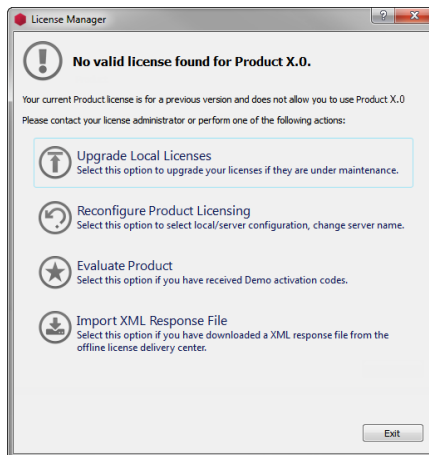 License Manager
No valid license found for Product X.0.
Your current Product license is for a previous version and does not allow you to use Product X.0
Please contact your license administrator or perform one of the following actions:
Upgrade Local Licenses
Select this option to upgrade your licenses if they are under maintenance.
Reconfigure Product Licensing
Select this option to select local/server configuration, change server name.
Evaluate Product
Select this option if you have received Demo activation codes.
Import XML Response File
Select this option if you have downloaded a XML response file from the
offline license delivery center.
Exit